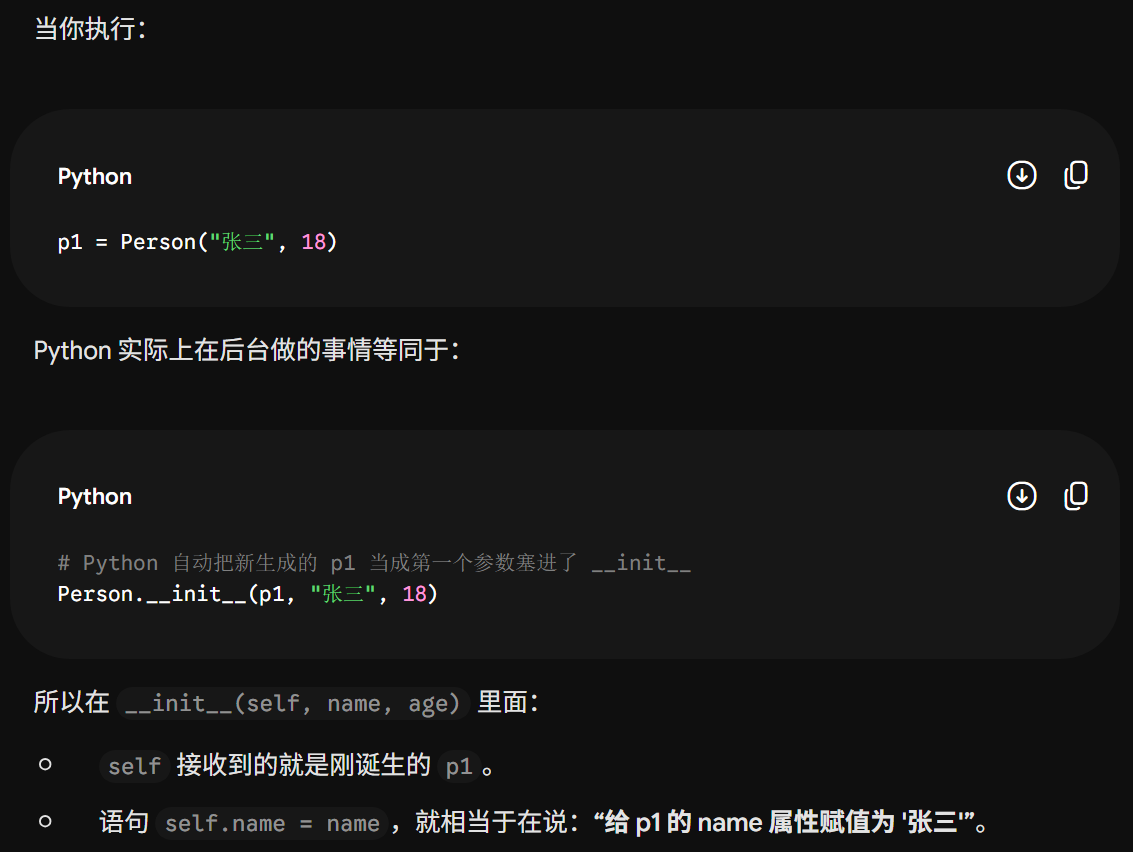 当你执行：
Python
p1 = Person("张三", 18)
Python 实际上在后台做的事情等同于：
Python
# Python 自动把新生成的 p1 当成第一个参数塞进了 __init__
Person.__init__(p1, "张三", 18)
所以在 __init__(self, name, age) 里面：
self 接收到的就是刚诞生的 p1 。
语句 self.name = name ，就相当于在说：“给 p1 的 name 属性赋值为 '张三'”。